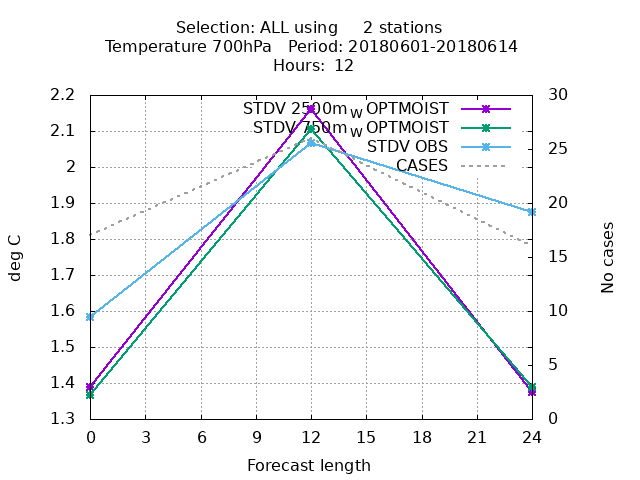 Selection: ALL using     2 stations
Temperature 700hPa   Period: 20180601-20180614
Hours:  12
STDV 2500m_W OPTMOIST
STDV 750m_W OPTMOIST
STDV OBS
CASES
2.2
2.1
2
1.9
1.8
1.7
1.6
1.5
1.4
1.3
deg C
30
25
20
15
10
5
0
No cases
0 3 6 9 12 15 18 21 24
Forecast length